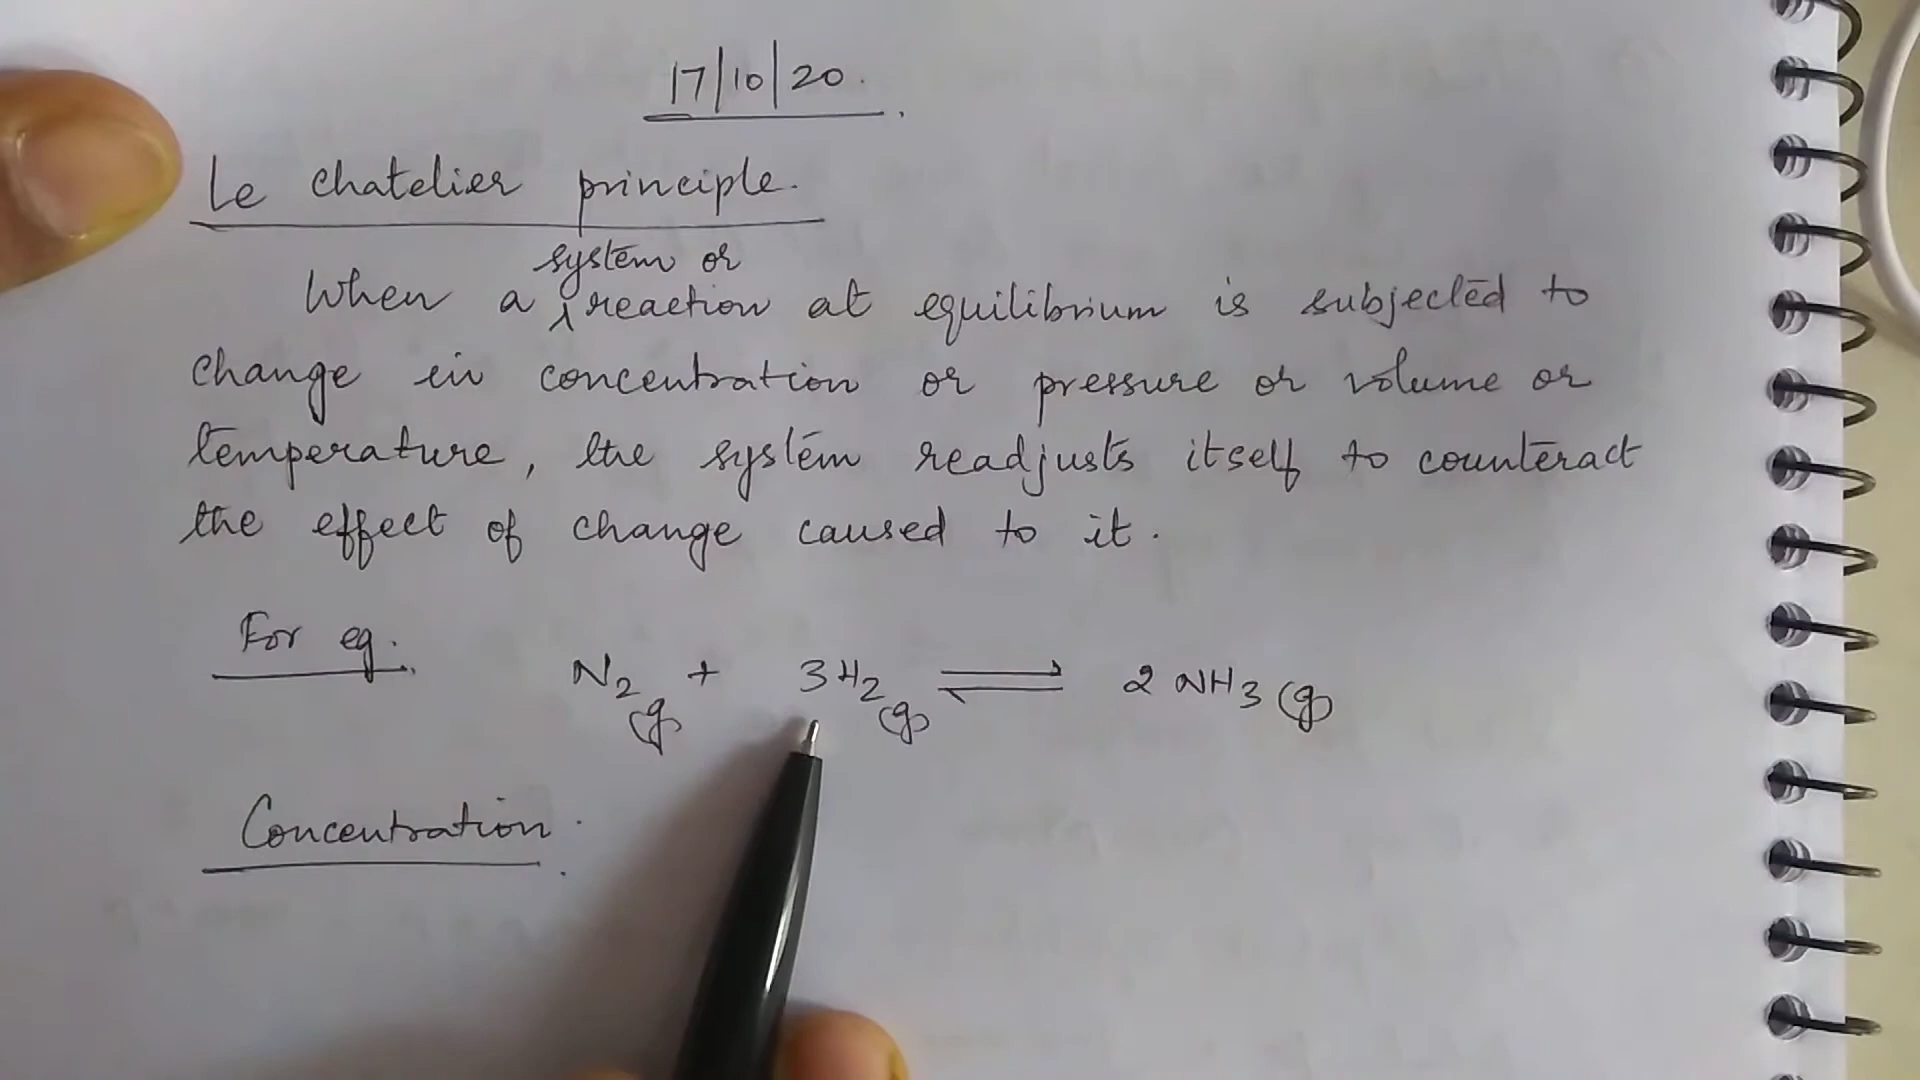 17/10/20.
Le chatelier principle.
system or
When a ⁁ reaction at equilibrium is subjected to
change in concentration or pressure or volume or
temperature, the system readjusts itself to counteract
the effect of change caused to it.
For eg. N2(g) + 3H2(g) ⇌ 2 NH3(g)
Concentration.